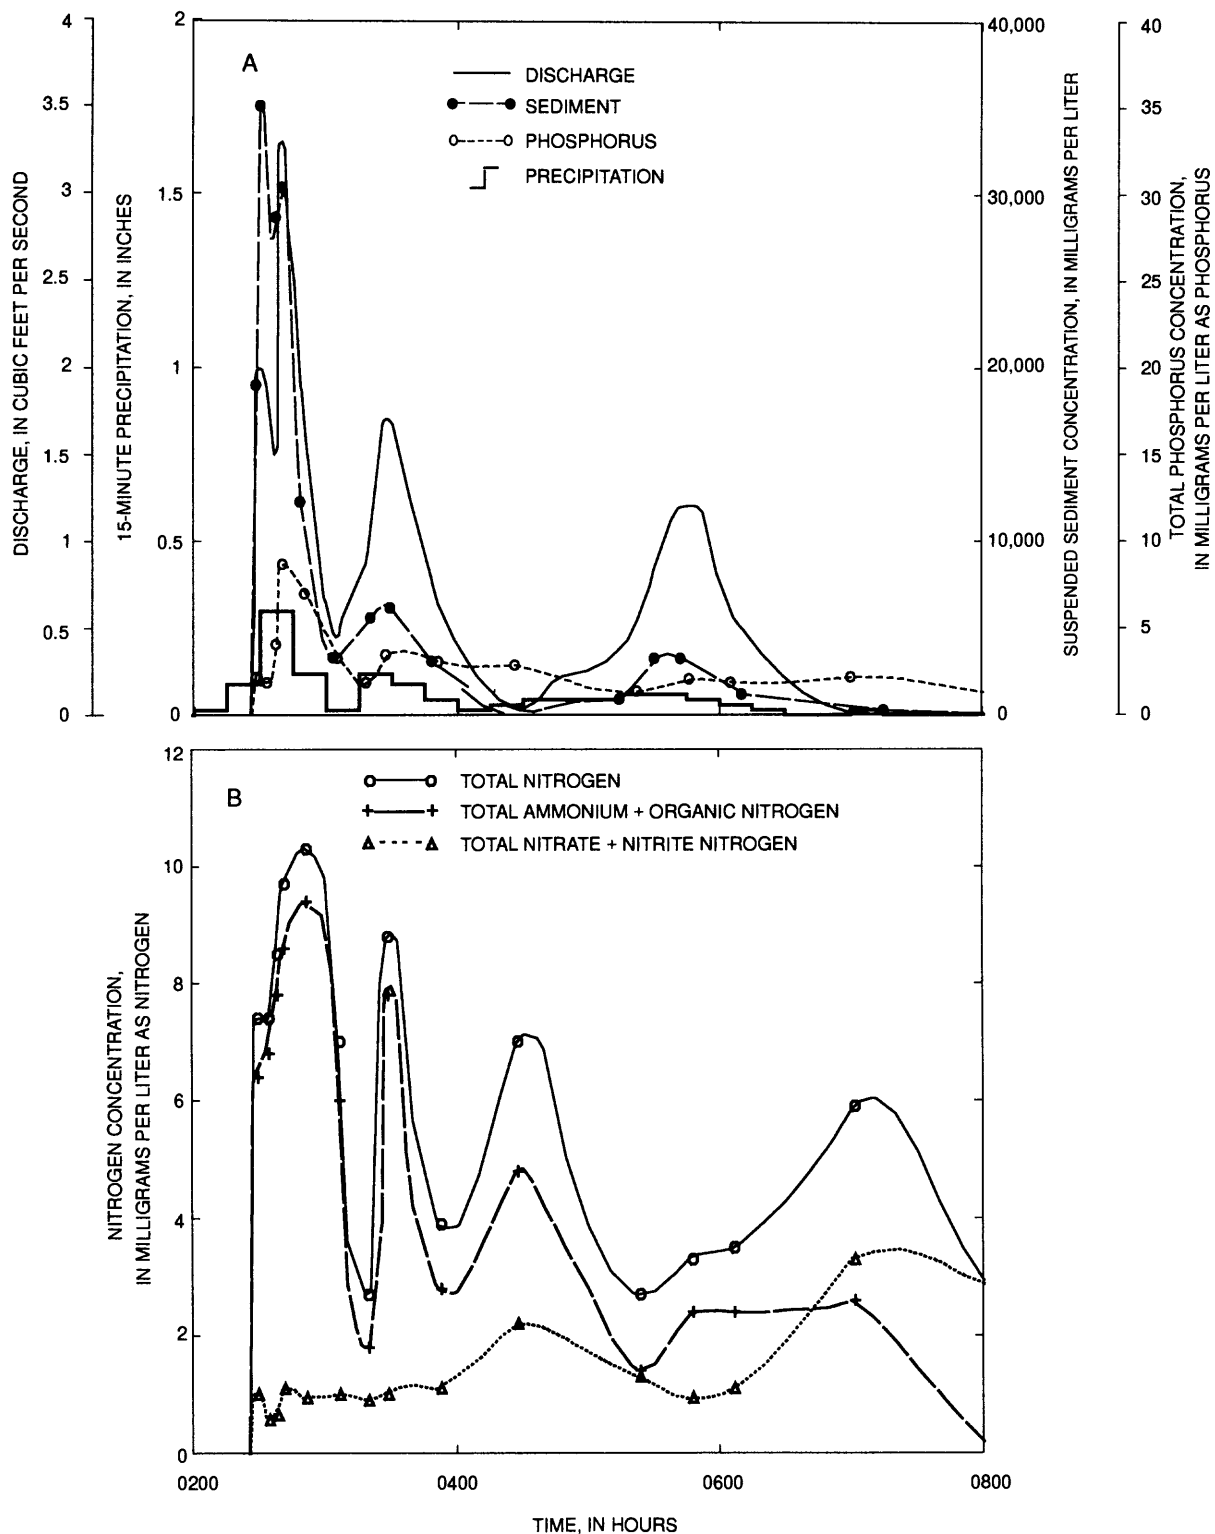 A
DISCHARGE
SEDIMENT
PHOSPHORUS
PRECIPITATION
DISCHARGE, IN CUBIC FEET PER SECOND
4
3.5
3
2.5
2
1.5
1
0.5
0
15-MINUTE PRECIPITATION, IN INCHES
2
1.5
1
0.5
0
40,000
30,000
20,000
10,000
0
SUSPENDED SEDIMENT CONCENTRATION, IN MILLIGRAMS PER LITER
40
35
30
25
20
15
10
5
0
TOTAL PHOSPHORUS CONCENTRATION,
IN MILLIGRAMS PER LITER AS PHOSPHORUS
B
TOTAL NITROGEN
TOTAL AMMONIUM + ORGANIC NITROGEN
TOTAL NITRATE + NITRITE NITROGEN
NITROGEN CONCENTRATION,
IN MILLIGRAMS PER LITER AS NITROGEN
12
10
8
6
4
2
0
0200
0400
0600
0800
TIME, IN HOURS